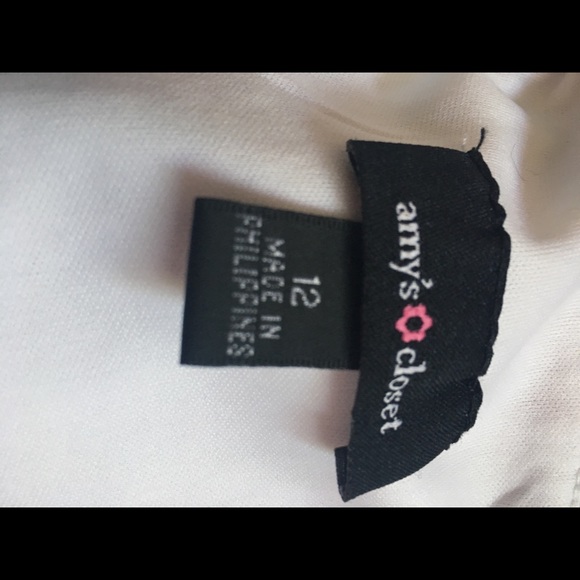 amy's closet
12
MADE IN
PHILIPPINES